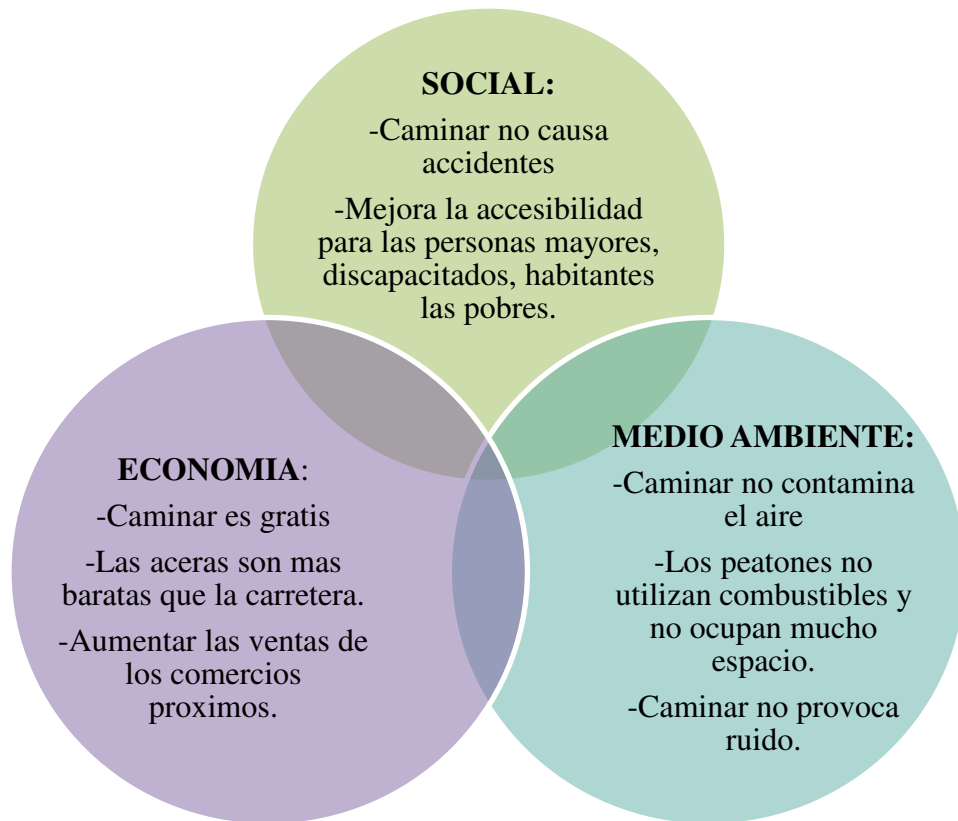 SOCIAL:
-Caminar no causa
accidentes
-Mejora la accesibilidad
para las personas mayores,
discapacitados, habitantes
las pobres.
ECONOMIA:
-Caminar es gratis
-Las aceras son mas
baratas que la carretera.
-Aumentar las ventas de
los comercios
proximos.
MEDIO AMBIENTE:
-Caminar no contamina
el aire
-Los peatones no
utilizan combustibles y
no ocupan mucho
espacio.
-Caminar no provoca
ruido.